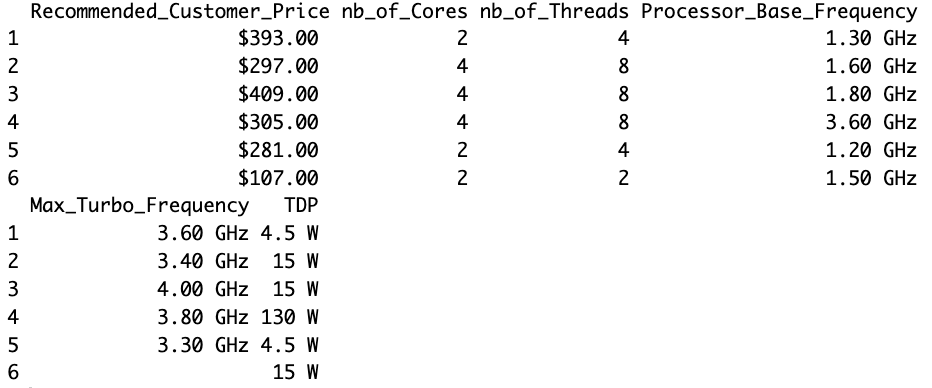 Recommended_Customer_Price nb_of_Cores nb_of_Threads Processor_Base_Frequency
1 $393.00 2 4 1.30 GHz
2 $297.00 4 8 1.60 GHz
3 $409.00 4 8 1.80 GHz
4 $305.00 4 8 3.60 GHz
5 $281.00 2 4 1.20 GHz
6 $107.00 2 2 1.50 GHz
Max_Turbo_Frequency TDP
1 3.60 GHz 4.5 W
2 3.40 GHz 15 W
3 4.00 GHz 15 W
4 3.80 GHz 130 W
5 3.30 GHz 4.5 W
6 15 W